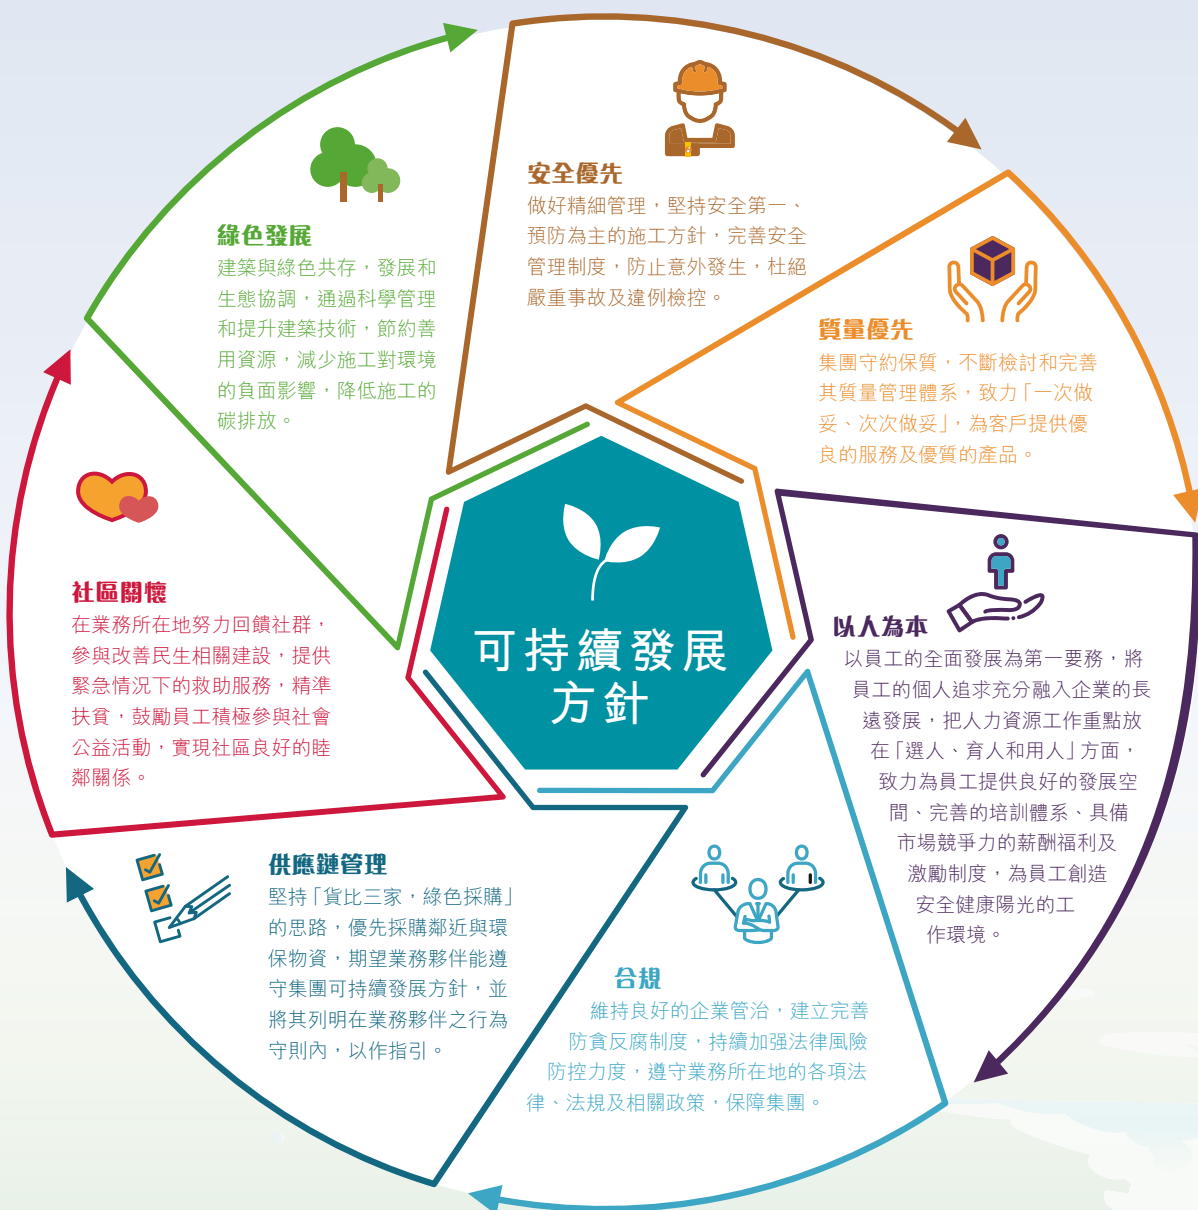 安全優先
做好精細管理，堅持安全第一、
預防為主的施工方針，完善安全
管理制度，防止意外發生，杜絕
嚴重事故及違例檢控。
質量優先
集團守約保質，不斷檢討和完善
其質量管理體系，致力「一次做
妥、次次做妥」，為客戶提供優
良的服務及優質的產品。
以人為本
以員工的全面發展為第一要務，將
員工的個人追求充分融入企業的長
遠發展，把人力資源工作重點放
在「選人、育人和用人」方面，
致力為員工提供良好的發展空
間、完善的培訓體系、具備
市場競爭力的薪酬福利及
激勵制度，為員工創造
安全健康陽光的工
作環境。
合規
維持良好的企業管治，建立完善
防貪反腐制度，持續加强法律風險
防控力度，遵守業務所在地的各項法
律、法規及相關政策，保障集團。
供應鏈管理
堅持「貨比三家，綠色採購」
的思路，優先採購鄰近與環
保物資，期望業務夥伴能遵
守集團可持續發展方針，並
將其列明在業務夥伴之行為
守則內，以作指引。
社區關懷
在業務所在地努力回饋社群，
參與改善民生相關建設，提供
緊急情況下的救助服務，精準
扶貧，鼓勵員工積極參與社會
公益活動，實現社區良好的睦
鄰關係。
綠色發展
建築與綠色共存，發展和
生態協調，通過科學管理
和提升建築技術，節約善
用資源，減少施工對環境
的負面影響，降低施工的
碳排放。
可持續發展
方針